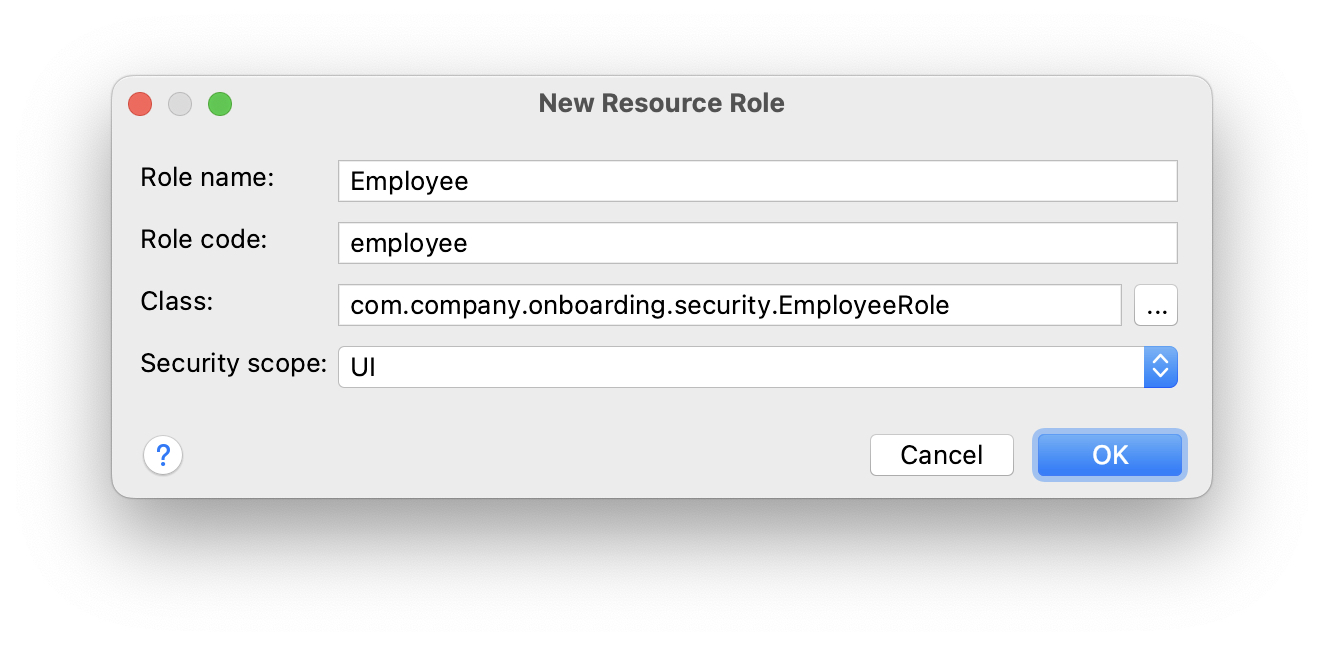 New Resource Role
Role name: Employee
Role code: employee
Class: com.company.onboarding.security.EmployeeRole ...
Security scope: UI
? Cancel OK